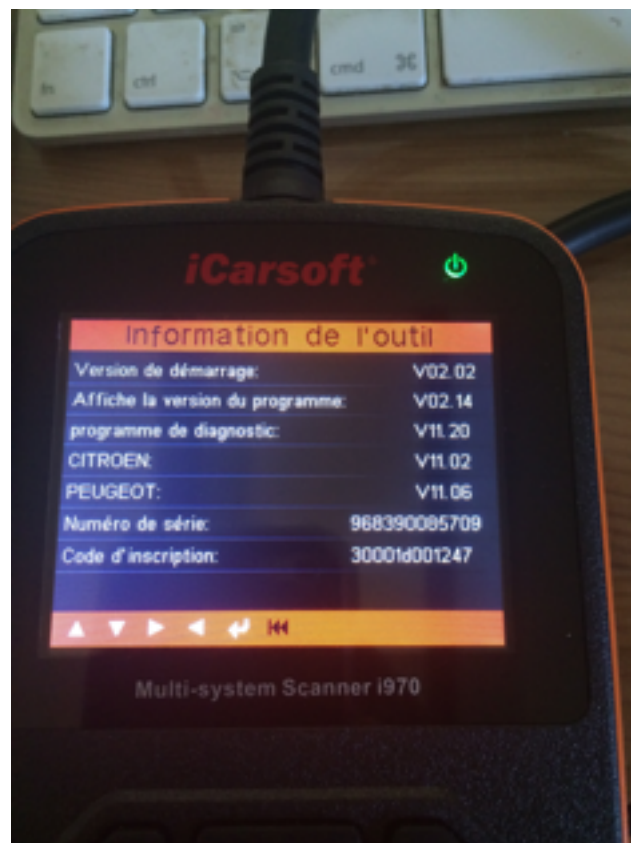 fn
ctrl
cmd ⌘
iCarsoft
Information de l'outil
Version de démarrage: V02.02
Affiche la version du programme: V02.14
programme de diagnostic: V11.20
CITROEN: V11.02
PEUGEOT: V11.06
Numéro de série: 968390085709
Code d'inscription: 30001d001247
Multi-system Scanner i970